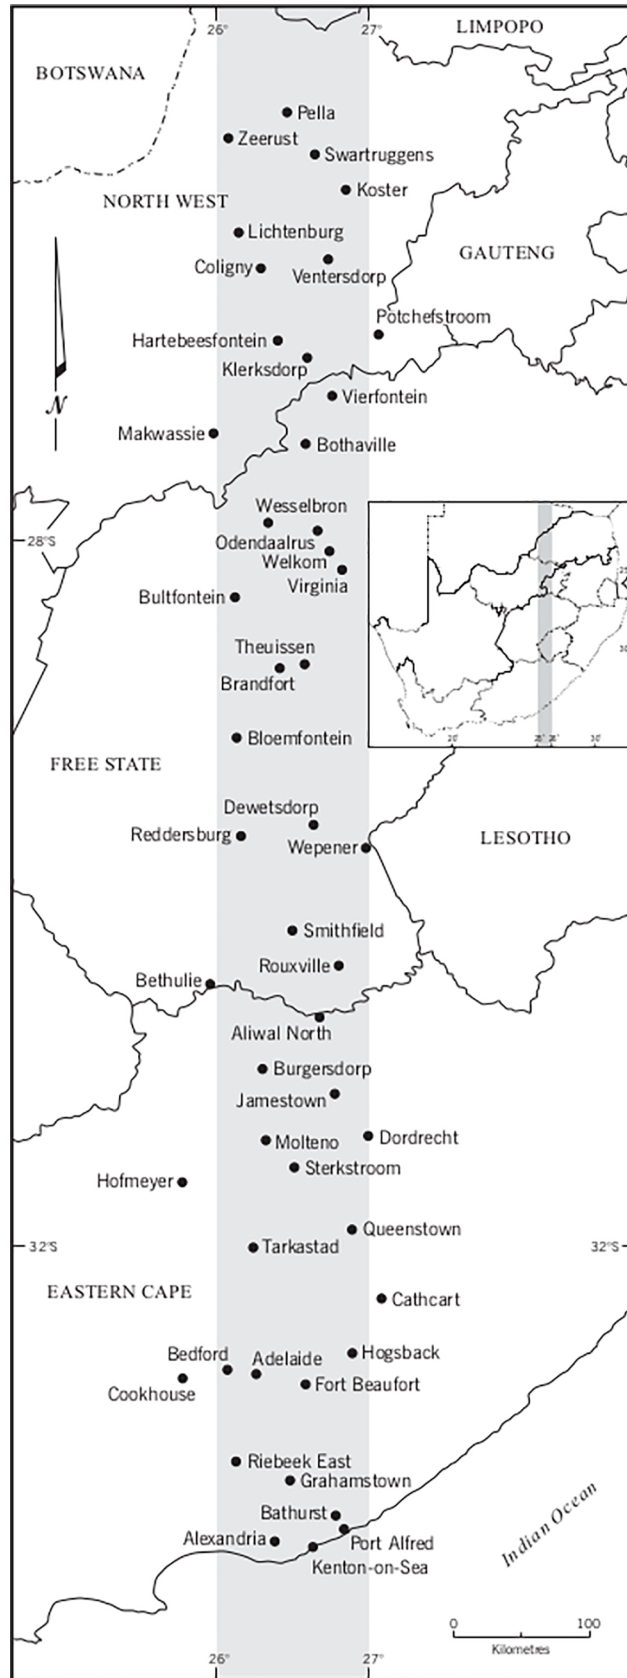 26°
27°
LIMPOPO
BOTSWANA
Pella
Zeerust
Swartruggens
Koster
NORTH WEST
Lichtenburg
GAUTENG
Coligny
Ventersdorp
Potchefstroom
Hartebeesfontein
Klerksdorp
Vierfontein
N
Makwassie
Bothaville
Wesselbron
28°S
Odendaalrus
Welkom
Virginia
Bultfontein
Theuissen
Brandfort
Bloemfontein
FREE STATE
Dewetsdorp
Reddersburg
Wepener
LESOTHO
Smithfield
Rouxville
Bethulie
Aliwal North
Burgersdorp
Jamestown
Molteno
Dordrecht
Sterkstroom
Hofmeyer
Queenstown
Tarkastad
32°S
32°S
EASTERN CAPE
Cathcart
Bedford
Adelaide
Hogsback
Cookhouse
Fort Beaufort
Riebeek East
Grahamstown
Bathurst
Alexandria
Port Alfred
Kenton-on-Sea
Indian Ocean
0 100
Kilometres
26°
27°